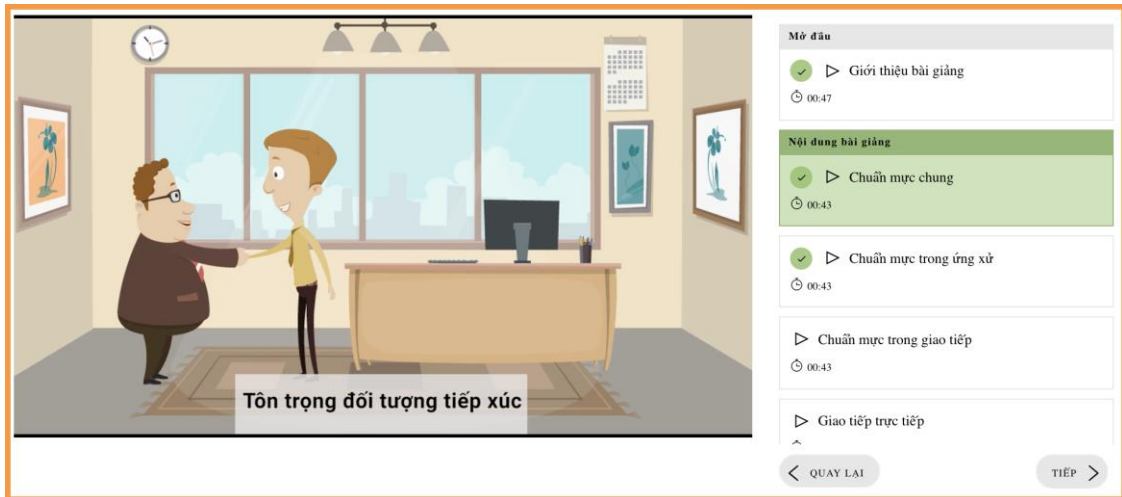 Tôn trọng đối tượng tiếp xúc
Mở đầu
Giới thiệu bài giảng
00:47
Nội dung bài giảng
Chuẩn mực chung
00:43
Chuẩn mực trong ứng xử
00:43
Chuẩn mực trong giao tiếp
00:43
Giao tiếp trực tiếp
QUAY LẠI
TIẾP